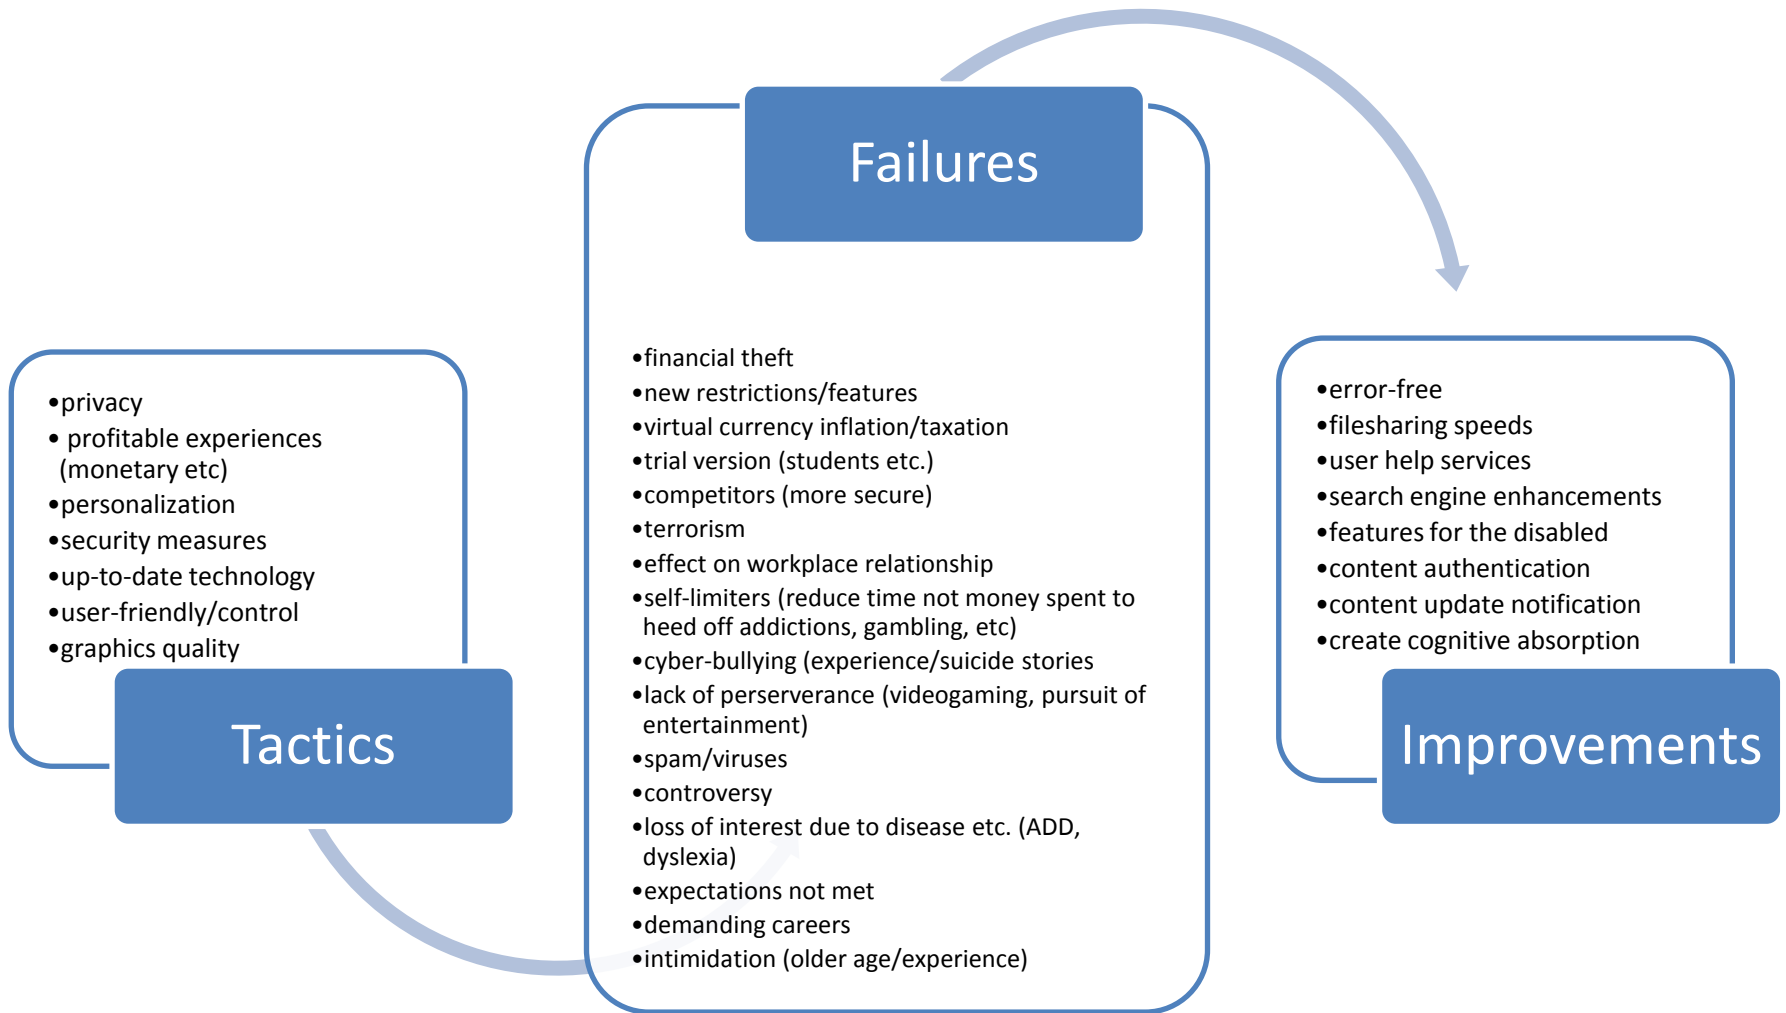 •privacy
• profitable experiences
(monetary etc)
•personalization
•security measures
•up-to-date technology
•user-friendly/control
•graphics quality
Tactics
Failures
•financial theft
•new restrictions/features
•virtual currency inflation/taxation
•trial version (students etc.)
•competitors (more secure)
•terrorism
•effect on workplace relationship
•self-limiters (reduce time not money spent to
heed off addictions, gambling, etc)
•cyber-bullying (experience/suicide stories
•lack of perserverance (videogaming, pursuit of
entertainment)
•spam/viruses
•controversy
•loss of interest due to disease etc. (ADD,
dyslexia)
•expectations not met
•demanding careers
•intimidation (older age/experience)
•error-free
•filesharing speeds
•user help services
•search engine enhancements
•features for the disabled
•content authentication
•content update notification
•create cognitive absorption
Improvements